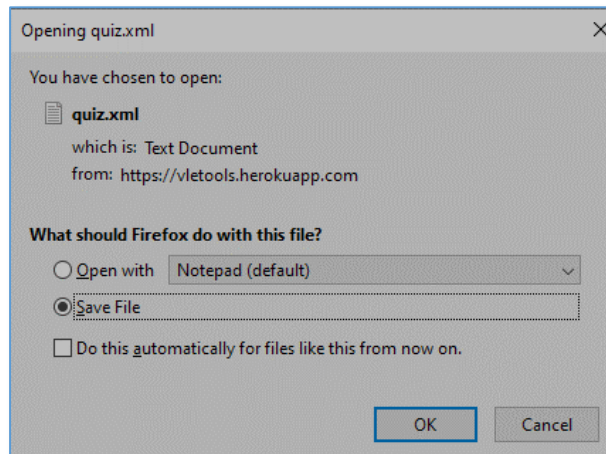 Opening quiz.xml
You have chosen to open:
quiz.xml
which is: Text Document
from: https://vletools.herokuapp.com
What should Firefox do with this file?
Open with Notepad (default)
Save File
Do this automatically for files like this from now on.
OK Cancel